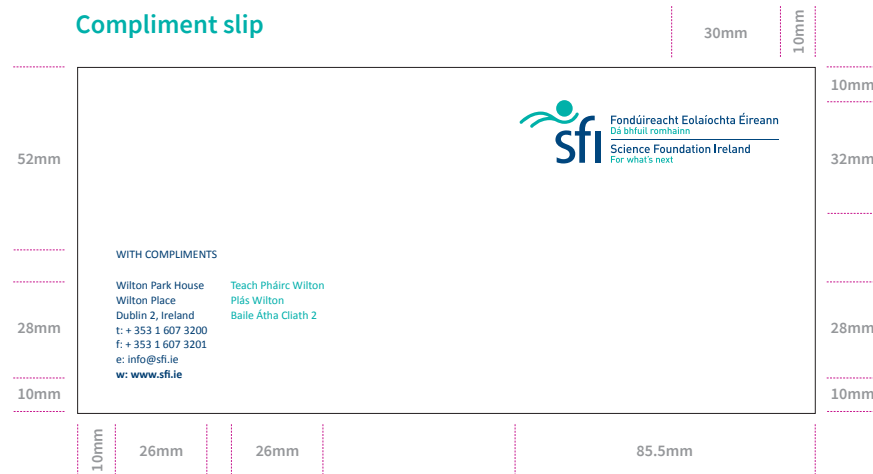 Compliment slip
30mm
10mm
10mm
52mm
32mm
sfi
Fondúireacht Eolaíochta Éireann
Dá bhfuil romhainn
Science Foundation Ireland
For what's next
WITH COMPLIMENTS
Wilton Park House
Wilton Place
Dublin 2, Ireland
t: + 353 1 607 3200
f: + 353 1 607 3201
e: info@sfi.ie
w: www.sfi.ie
Teach Pháirc Wilton
Plás Wilton
Baile Átha Cliath 2
28mm
28mm
10mm
10mm
10mm
26mm
26mm
85.5mm